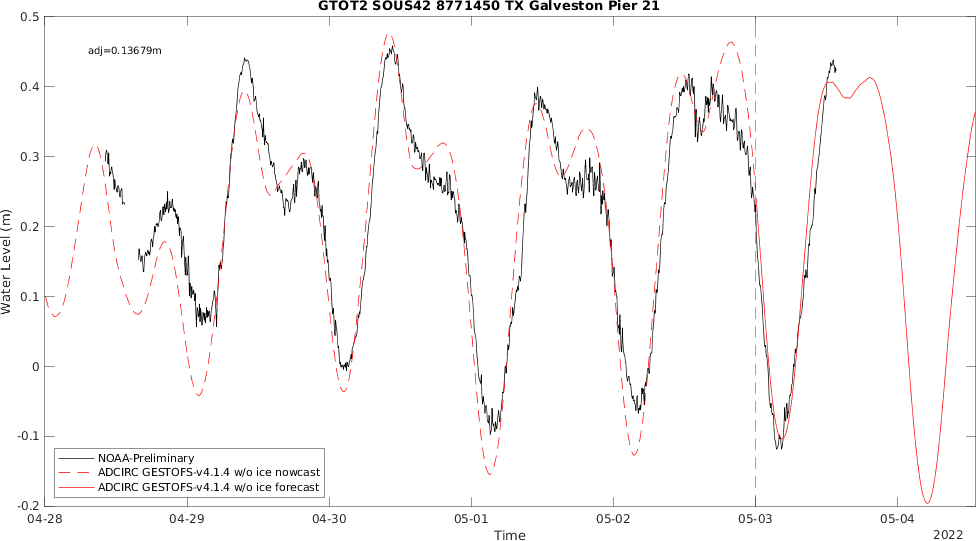 GTOT2 SOUS42 8771450 TX Galveston Pier 21
0.5
adj=0.13679m
0.4
0.3
0.2
0.1
0
-0.1
-0.2
Water Level (m)
NOAA-Preliminary
ADCIRC GESTOFS-v4.1.4 w/o ice nowcast
ADCIRC GESTOFS-v4.1.4 w/o ice forecast
04-28 04-29 04-30 05-01 05-02 05-03 05-04
Time
2022